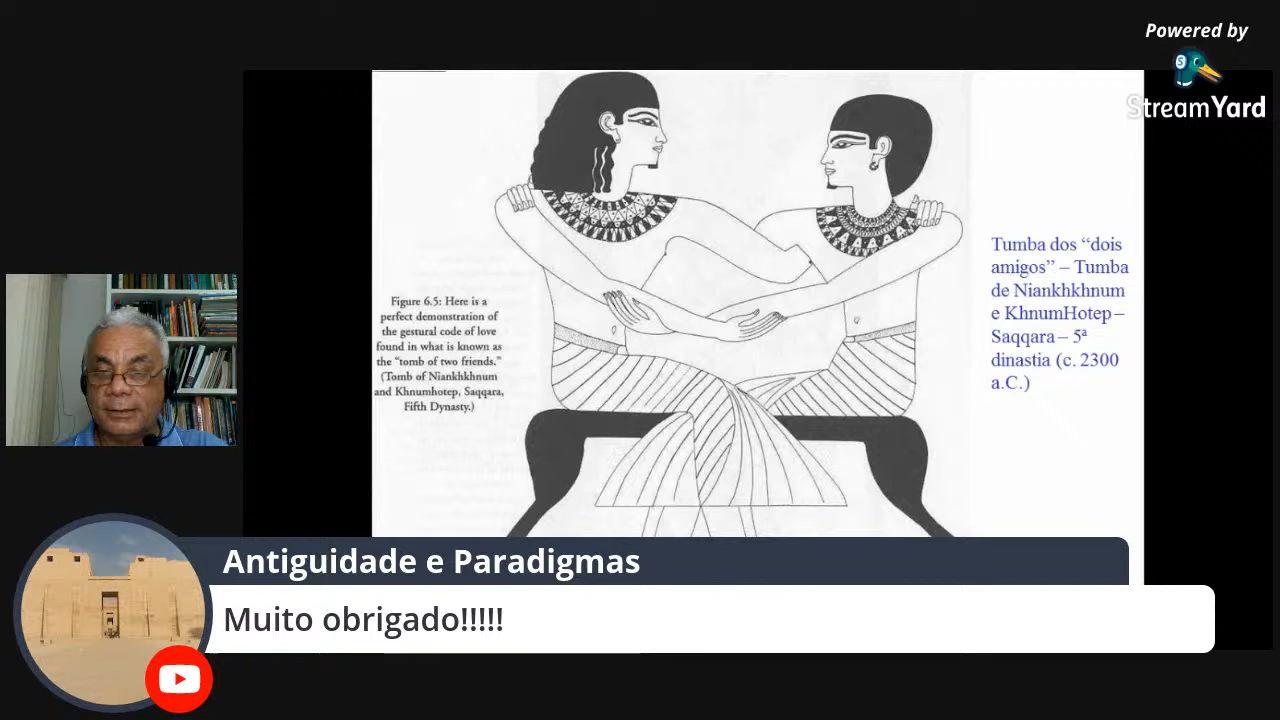 Powered by
StreamYard
Figure 6.5: Here is a
perfect demonstration of
the gestural code of love
found in what is known as
the “tomb of two friends.”
(Tomb of Niankhkhnum
and Khnumhotep, Saqqara,
Fifth Dynasty.)
Tumba dos “dois
amigos” – Tumba
de Niankhkhnum
e KhnumHotep –
Saqqara – 5ª
dinastia (c. 2300
a.C.)
Antiguidade e Paradigmas
Muito obrigado!!!!!